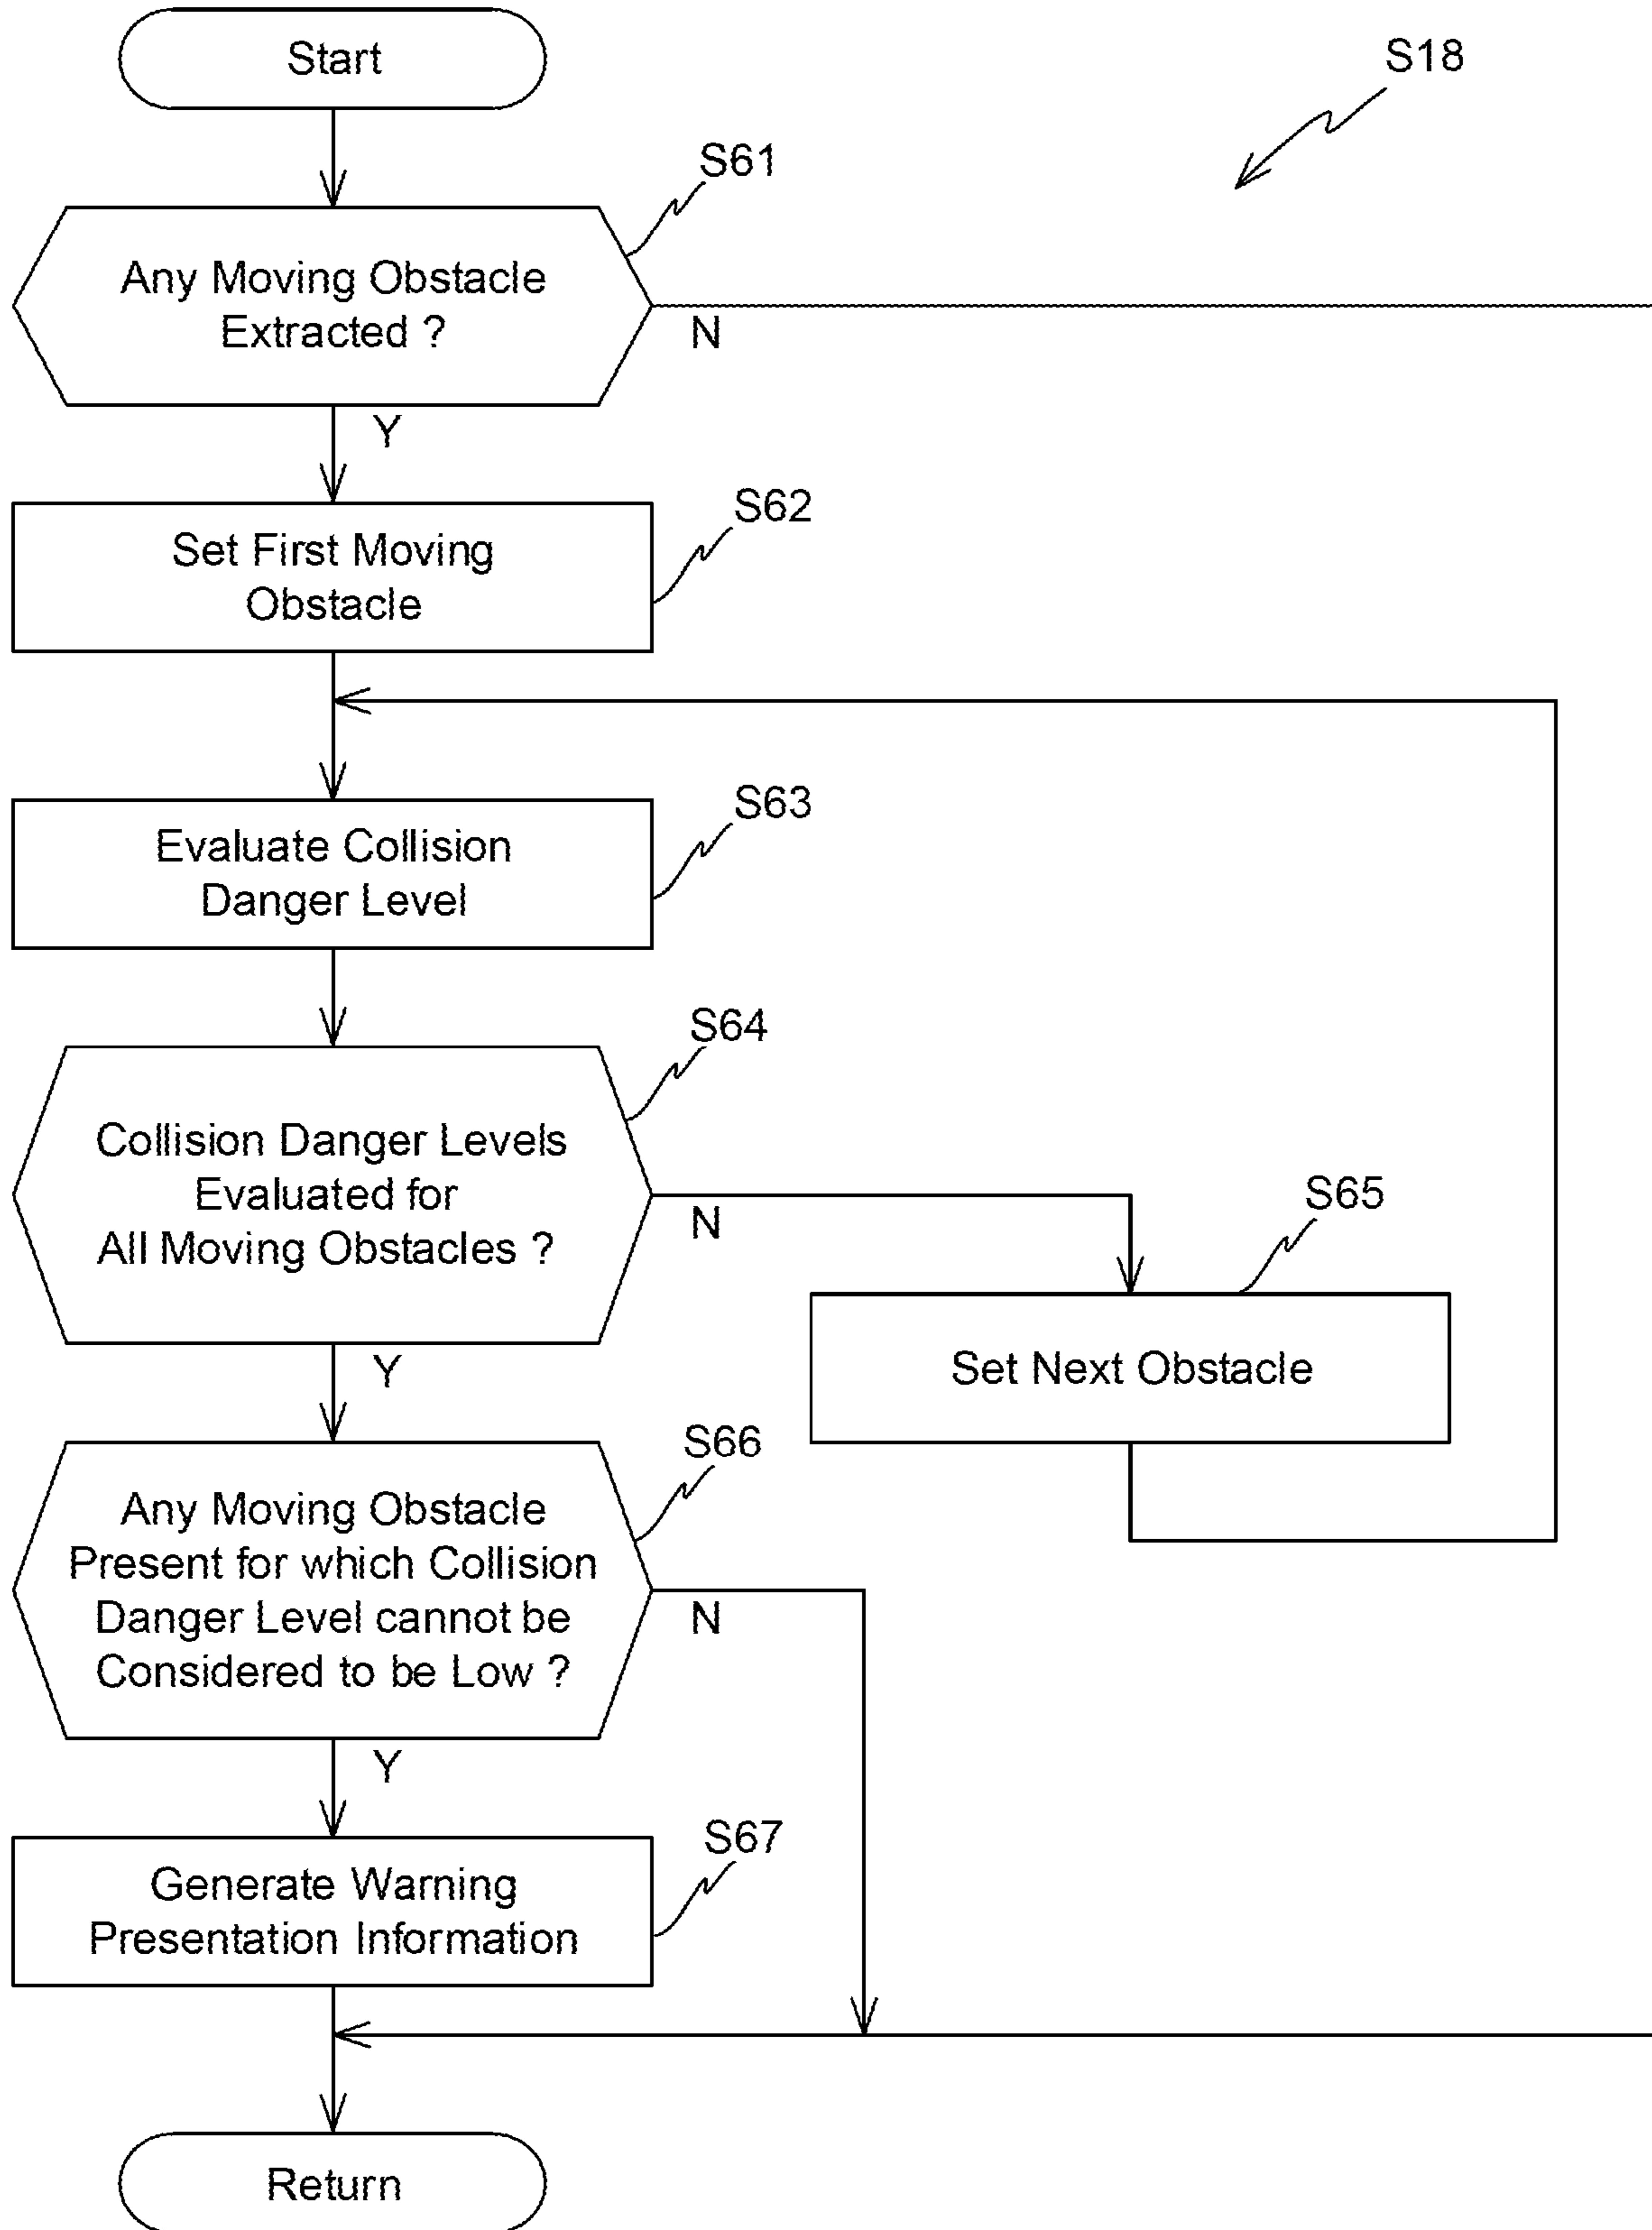 Start
S18
S61
Any Moving Obstacle
Extracted ?
N
Y
S62
Set First Moving
Obstacle
S63
Evaluate Collision
Danger Level
S64
Collision Danger Levels
Evaluated for
All Moving Obstacles ?
N
S65
Set Next Obstacle
Y
S66
Any Moving Obstacle
Present for which Collision
Danger Level cannot be
Considered to be Low ?
N
Y
S67
Generate Warning
Presentation Information
Return